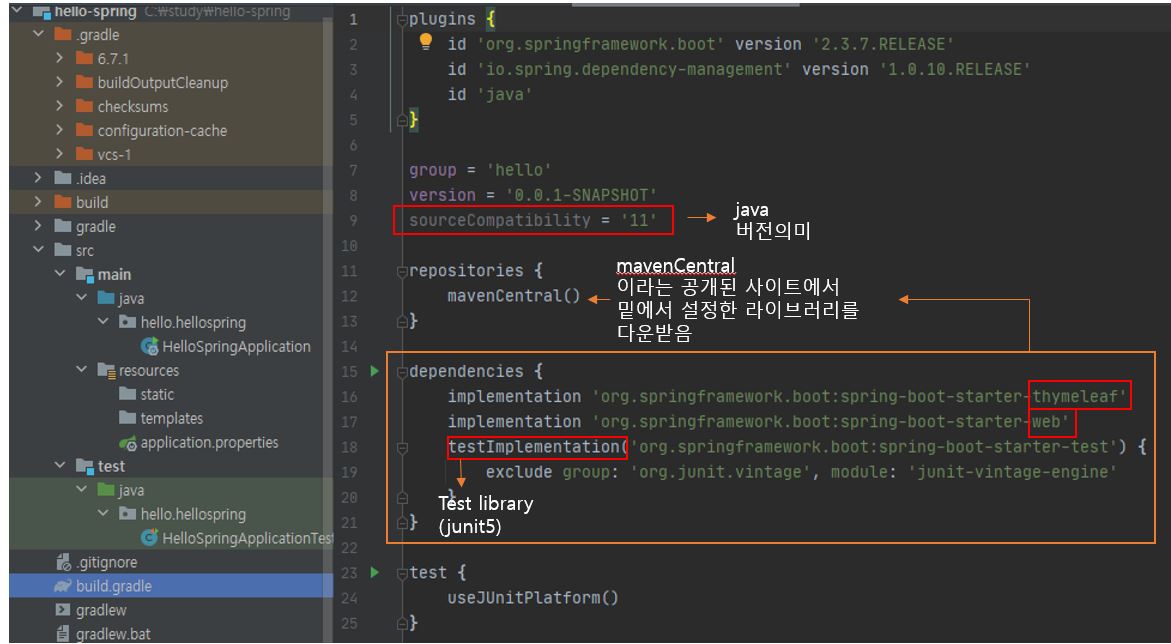 hello-spring C:￦study￦hello-spring
.gradle
6.7.1
buildOutputCleanup
checksums
configuration-cache
vcs-1
.idea
build
gradle
src
main
java
hello.hellospring
HelloSpringApplication
resources
static
templates
application.properties
test
java
hello.hellospring
HelloSpringApplicationTest
.gitignore
build.gradle
gradlew
gradlew.bat
1 plugins {
2 id 'org.springframework.boot' version '2.3.7.RELEASE'
3 id 'io.spring.dependency-management' version '1.0.10.RELEASE'
4 id 'java'
5 }
6
7 group = 'hello'
8 version = '0.0.1-SNAPSHOT'
9 sourceCompatibility = '11'
java
버전의미
10
11 repositories {
12 mavenCentral()
13 }
mavenCentral
이라는 공개된 사이트에서
밑에서 설정한 라이브러리를
다운받음
14
15 dependencies {
16 implementation 'org.springframework.boot:spring-boot-starter-thymeleaf'
17 implementation 'org.springframework.boot:spring-boot-starter-web'
18 testImplementation('org.springframework.boot:spring-boot-starter-test') {
19 exclude group: 'org.junit.vintage', module: 'junit-vintage-engine'
20 }
21 }
Test library
(junit5)
22
23 test {
24 useJUnitPlatform()
25 }